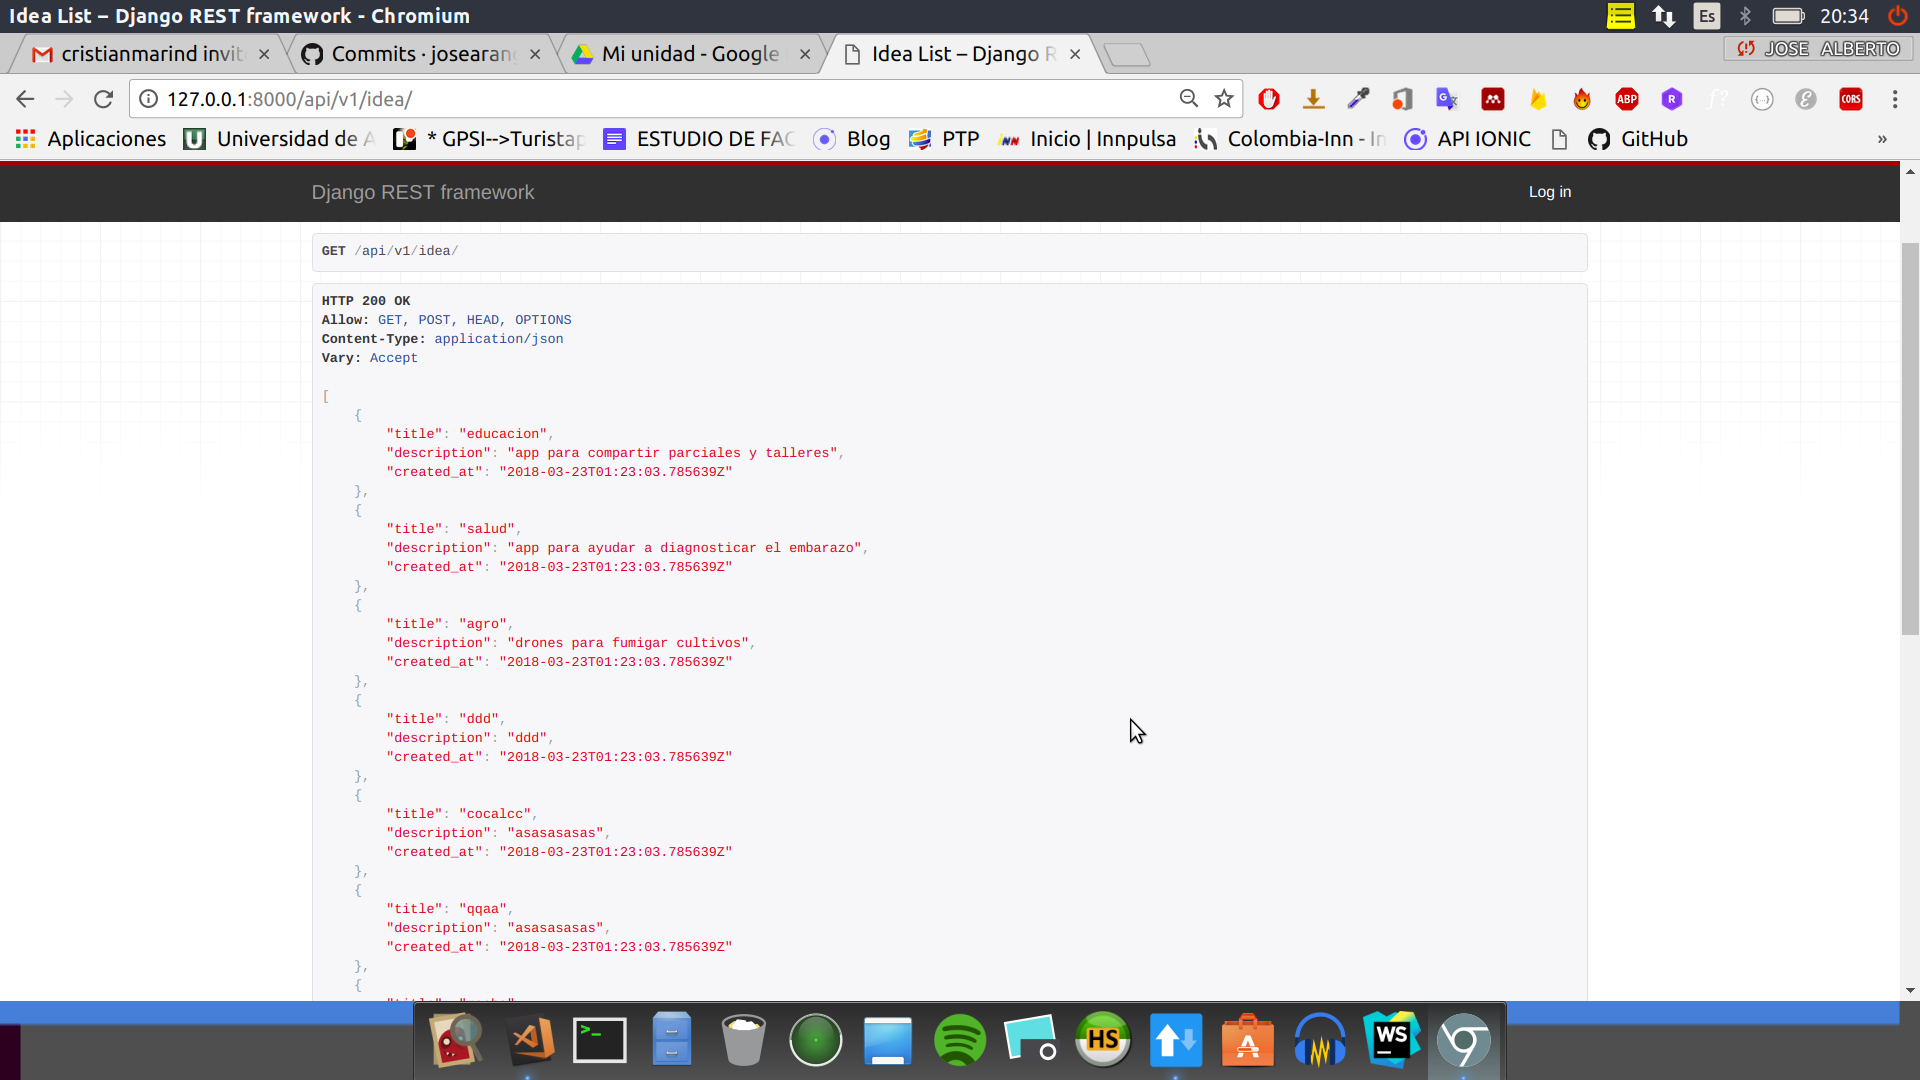 Idea List – Django REST framework - Chromium
Es
20:34
cristianmarind invit
Commits · josearan
Mi unidad - Google
Idea List – Django R
JOSE ALBERTO
127.0.0.1:8000/api/v1/idea/
ABP
R
f?
CORS
Aplicaciones
Universidad de A
* GPSI-->Turistap
ESTUDIO DE FAC
Blog
PTP
Inicio | Innpulsa
Colombia-Inn - In
API IONIC
GitHub
»
Django REST framework
Log in
GET /api/v1/idea/
HTTP 200 OK
Allow: GET, POST, HEAD, OPTIONS
Content-Type: application/json
Vary: Accept
[
{
"title": "educacion",
"description": "app para compartir parciales y talleres",
"created_at": "2018-03-23T01:23:03.785639Z"
},
{
"title": "salud",
"description": "app para ayudar a diagnosticar el embarazo",
"created_at": "2018-03-23T01:23:03.785639Z"
},
{
"title": "agro",
"description": "drones para fumigar cultivos",
"created_at": "2018-03-23T01:23:03.785639Z"
},
{
"title": "ddd",
"description": "ddd",
"created_at": "2018-03-23T01:23:03.785639Z"
},
{
"title": "cocalcc",
"description": "asasasasas",
"created_at": "2018-03-23T01:23:03.785639Z"
},
{
"title": "qqaa",
"description": "asasasasas",
"created_at": "2018-03-23T01:23:03.785639Z"
},
{
>_
HS
A
WS